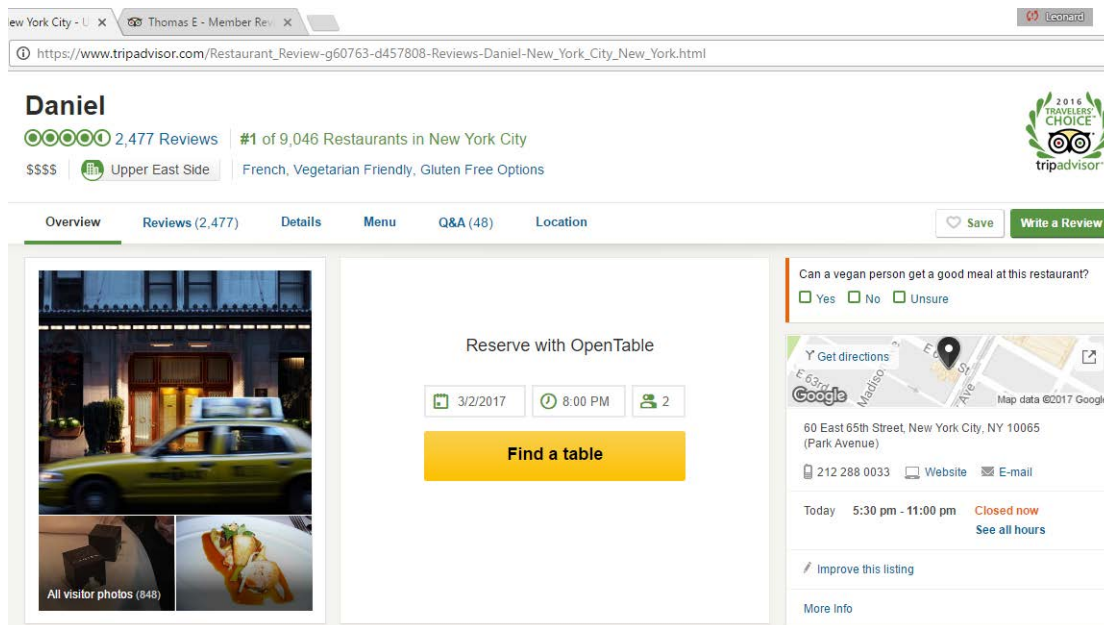 ew York City - U
Thomas E - Member Rev
Leonard
https://www.tripadvisor.com/Restaurant_Review-g60763-d457808-Reviews-Daniel-New_York_City_New_York.html
Daniel
2,477 Reviews #1 of 9,046 Restaurants in New York City
$$$$ Upper East Side French, Vegetarian Friendly, Gluten Free Options
2016
TRAVELERS'
CHOICE
tripadvisor
Overview Reviews (2,477) Details Menu Q&A (48) Location Save Write a Review
All visitor photos (848)
Reserve with OpenTable
3/2/2017 8:00 PM 2
Find a table
Can a vegan person get a good meal at this restaurant?
Yes No Unsure
Get directions
E 63rd
Madiso
St
Ave
Google
Map data ©2017 Google
60 East 65th Street, New York City, NY 10065
(Park Avenue)
212 288 0033 Website E-mail
Today 5:30 pm - 11:00 pm Closed now
See all hours
Improve this listing
More Info